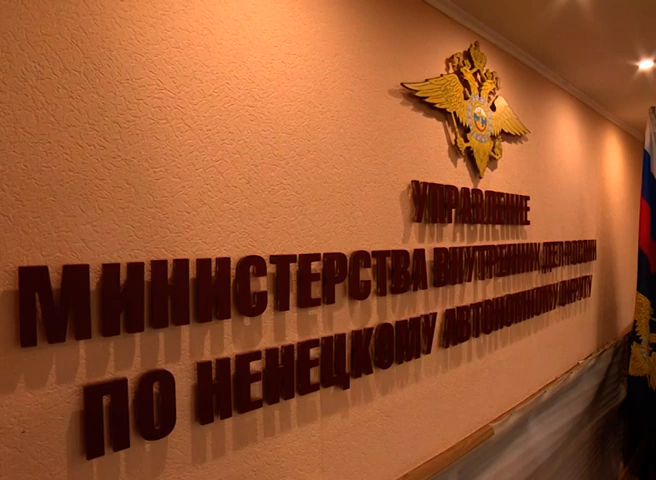 УПРАВЛЕНИЕ
МИНИСТЕРСТВА ВНУТРЕННИХ ДЕЛ РОССИИ
ПО НЕНЕЦКОМУ АВТОНОМНОМУ ОКРУГУ